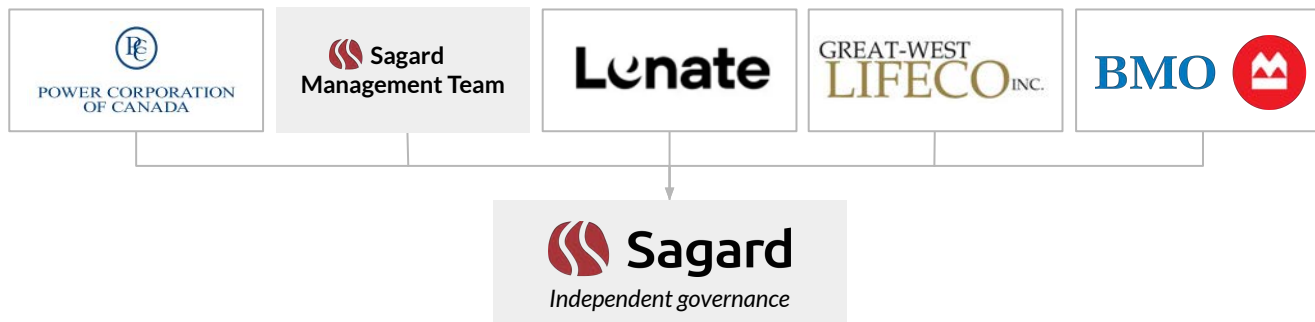 PC
POWER CORPORATION
OF CANADA
Sagard
Management Team
Lunate
GREAT-WEST
LIFECO INC.
BMO
Sagard
Independent governance